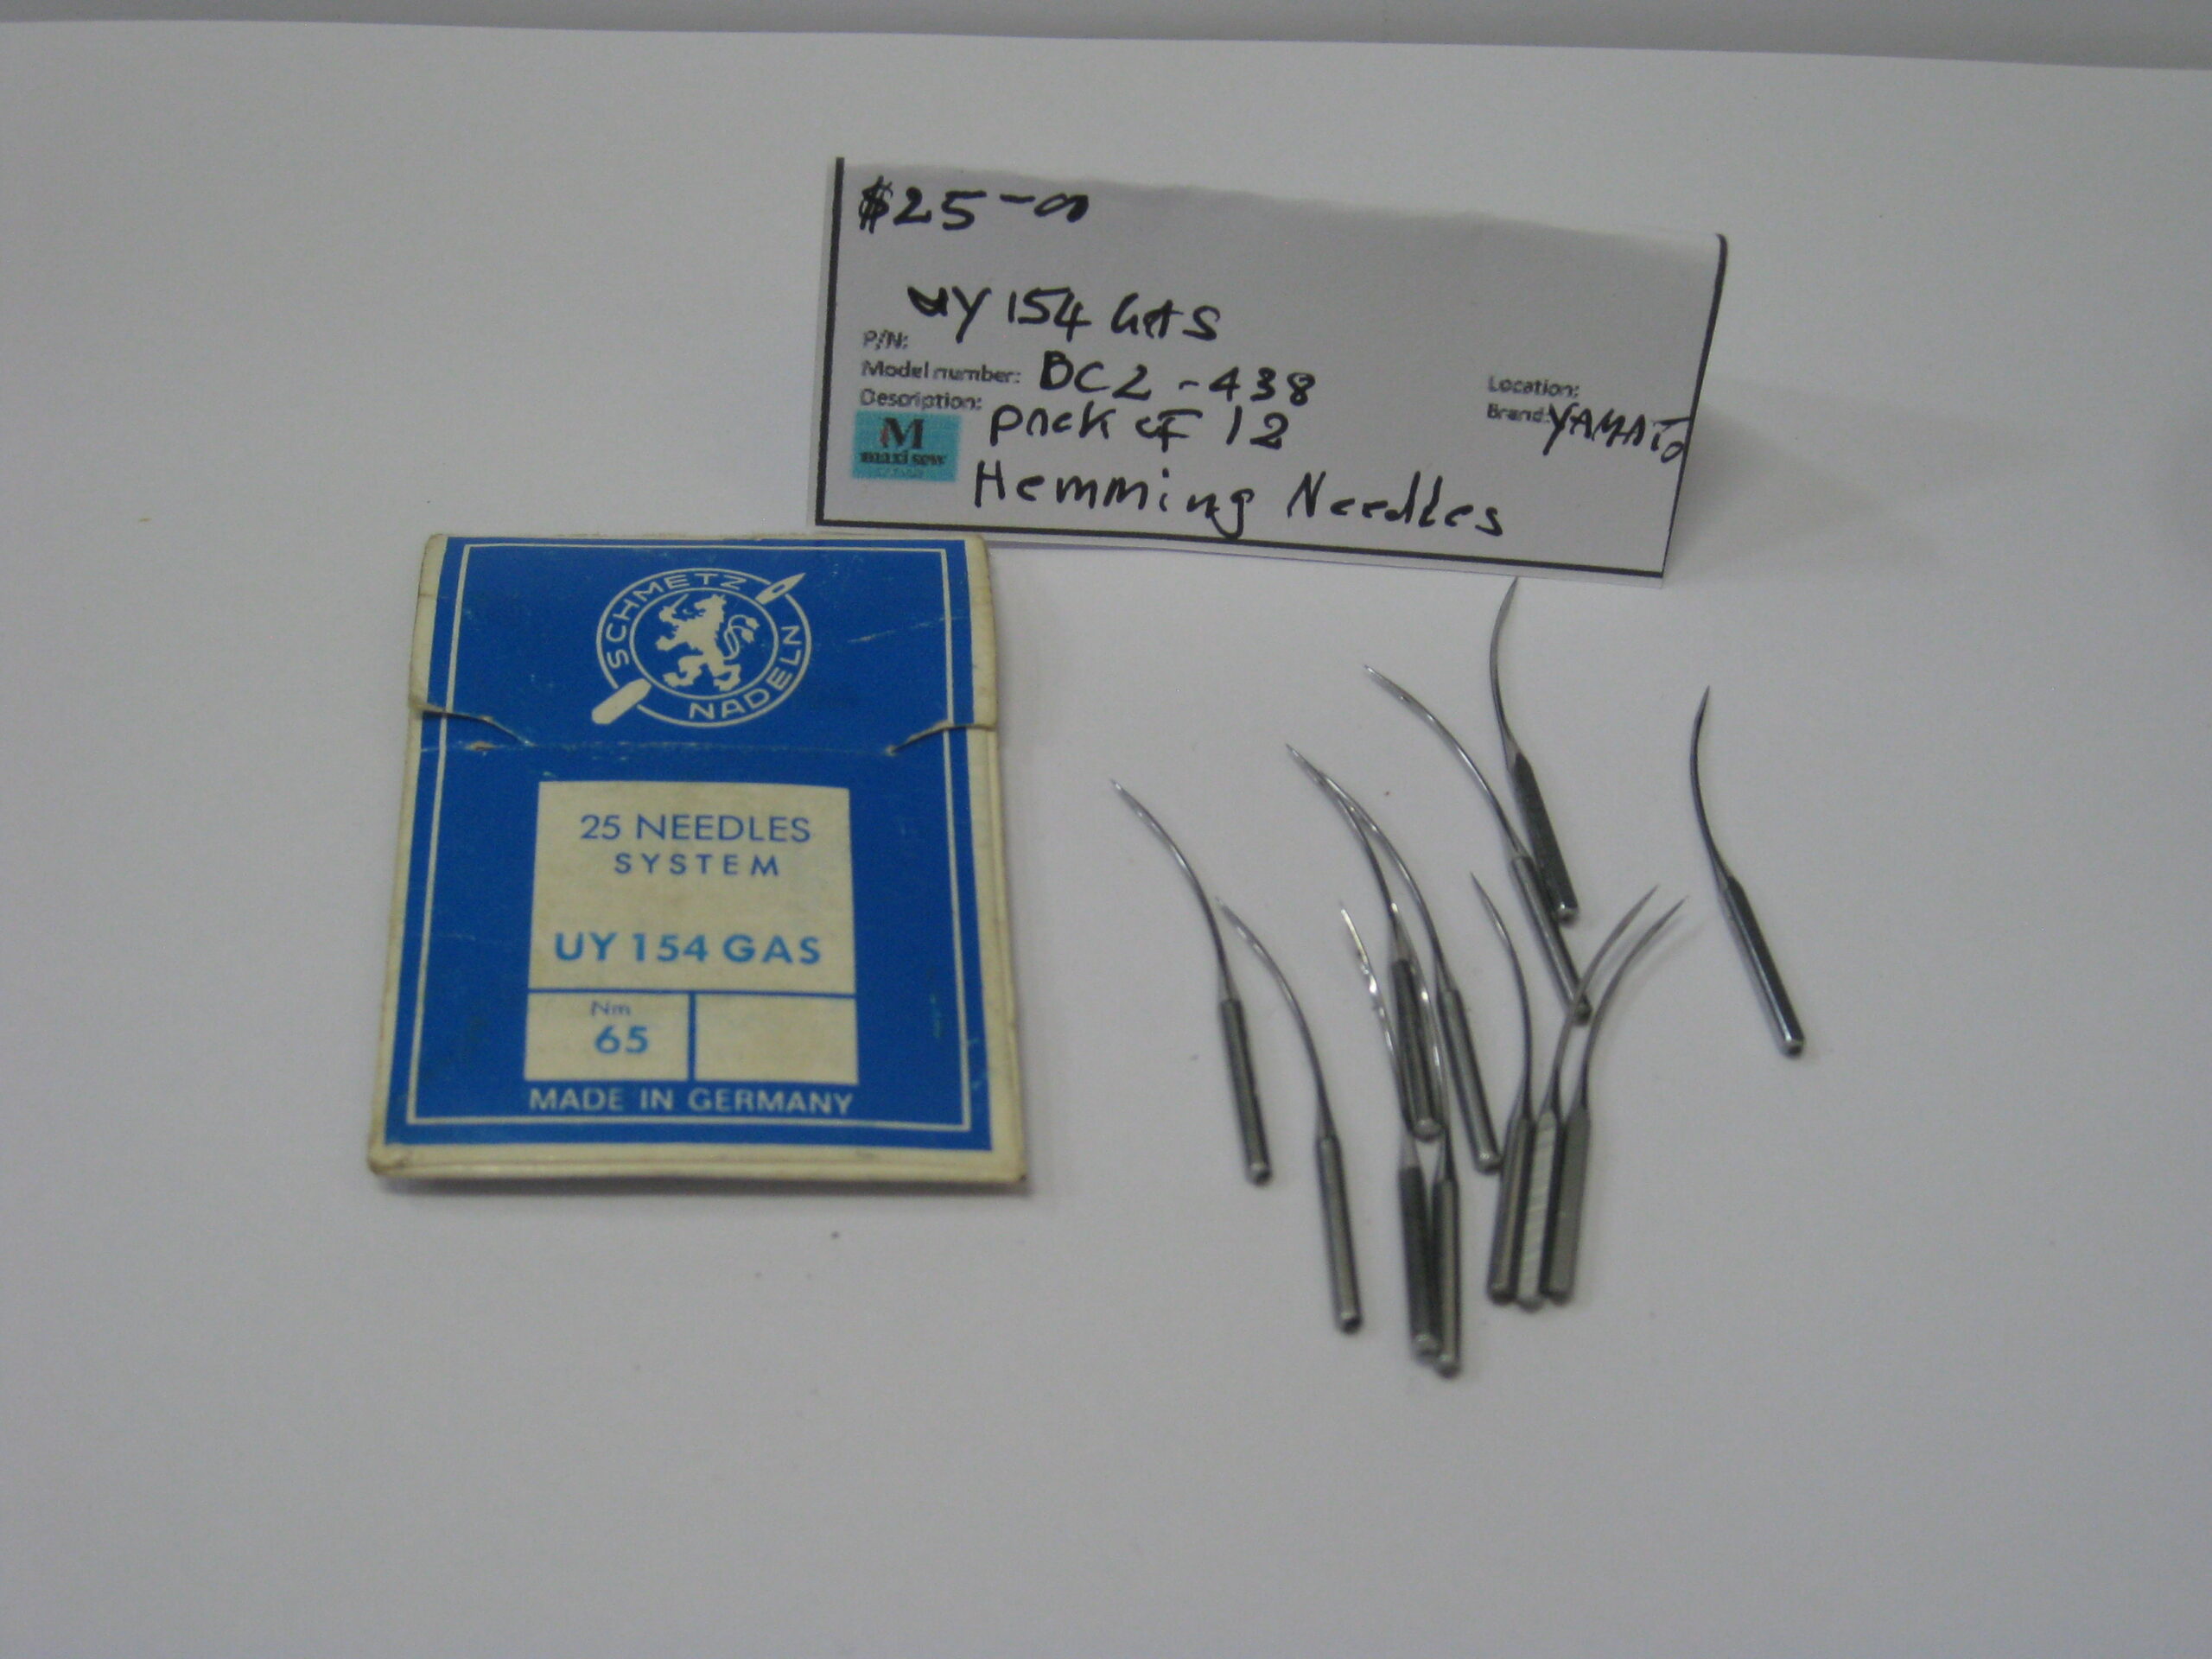 $25-00
UY 154 GAS
P/N:
Model number: BC2-438
Description: pack of 12
Hemming Needles
Location:
Brand: YAMATO
M
maxi sew
SCHMETZ NADELN
25 NEEDLES
SYSTEM
UY 154 GAS
Nm
65
MADE IN GERMANY